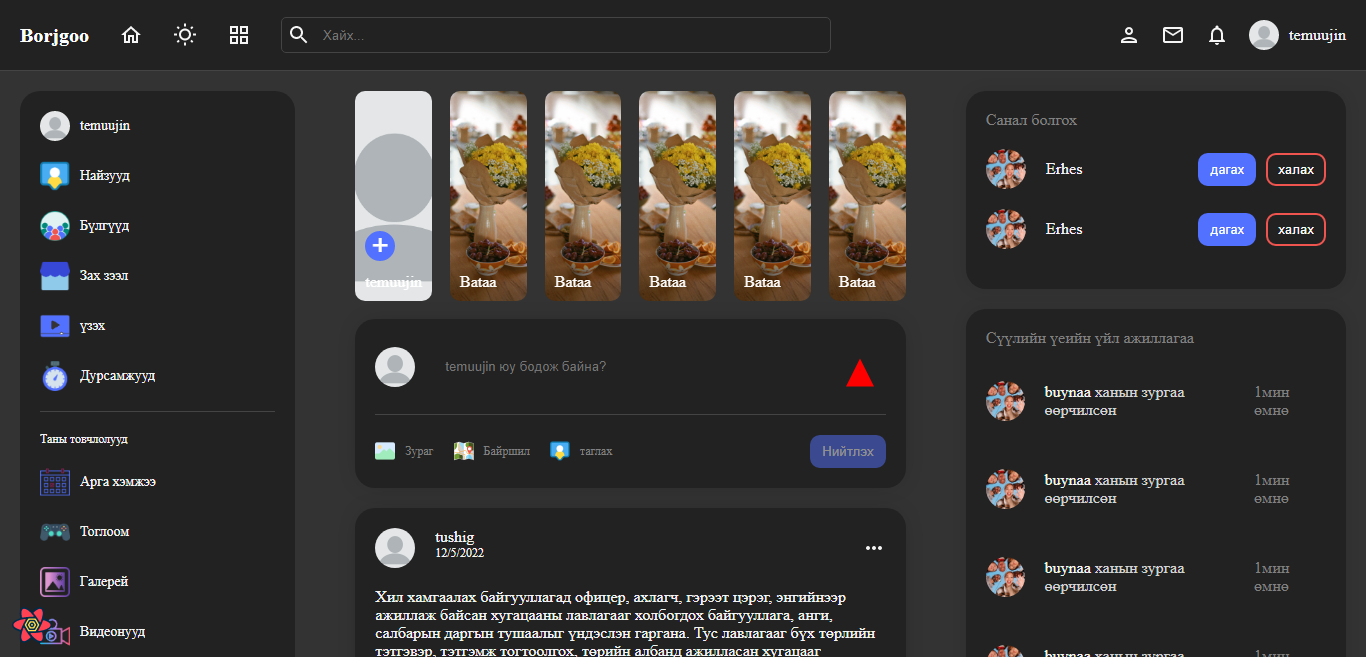 Borjgoo
Хайх...
temuujin
temuujin
Найзууд
Бүлгүүд
Зах зээл
үзэх
Дурсамжууд
Таны товчлолууд
Арга хэмжээ
Тоглоом
Галерей
Видеонууд
temuujin
Bataa
Bataa
Bataa
Bataa
Bataa
temuujin юу бодож байна?
Зураг
Байршил
таглах
Нийтлэх
tushig
12/5/2022
Хил хамгаалах байгууллагад офицер, ахлагч, гэрээт цэрэг, энгийнээр
ажиллаж байсан хугацааны лавлагааг холбогдох байгууллага, анги,
салбарын даргын тушаалыг үндэслэн гаргана. Тус лавлагааг бүх төрлийн
тэтгэвэр, тэтгэмж тогтоолгох, төрийн албанд ажилласан хугацааг
Санал болгох
Erhes
дагах
халах
Erhes
дагах
халах
Сүүлийн үеийн үйл ажиллагаа
buynaa ханын зургаа
өөрчилсөн
1мин
өмнө
buynaa ханын зургаа
өөрчилсөн
1мин
өмнө
buynaa ханын зургаа
өөрчилсөн
1мин
өмнө
buynaa ханын зургаа
1мин